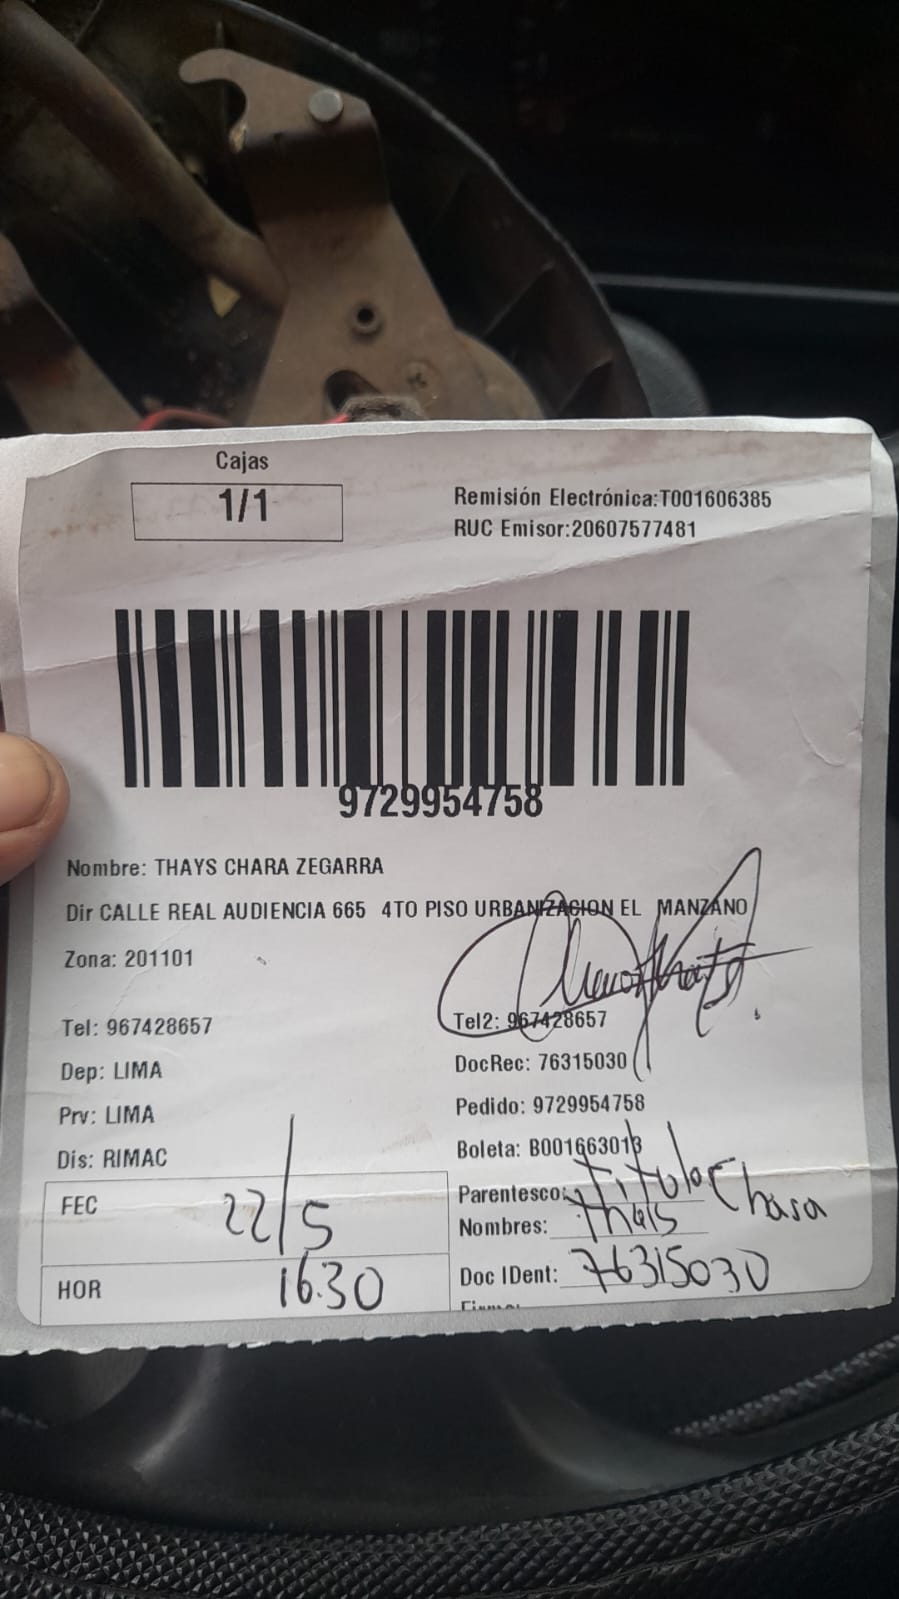 Cajas
1/1
Remisión Electrónica:T001606385
RUC Emisor:20607577481
9729954758
Nombre: THAYS CHARA ZEGARRA
Dir CALLE REAL AUDIENCIA 665 4TO PISO URBANIZACION EL MANZANO
Zona: 201101
Tel: 967428657
Tel2: 967428657
Dep: LIMA
DocRec: 76315030
Prv: LIMA
Pedido: 9729954758
Dis: RIMAC
Boleta: B001663013
FEC 22/5
Parentesco: titular
Nombres: Thais Chara
HOR 16:30
Doc IDent: 76315030